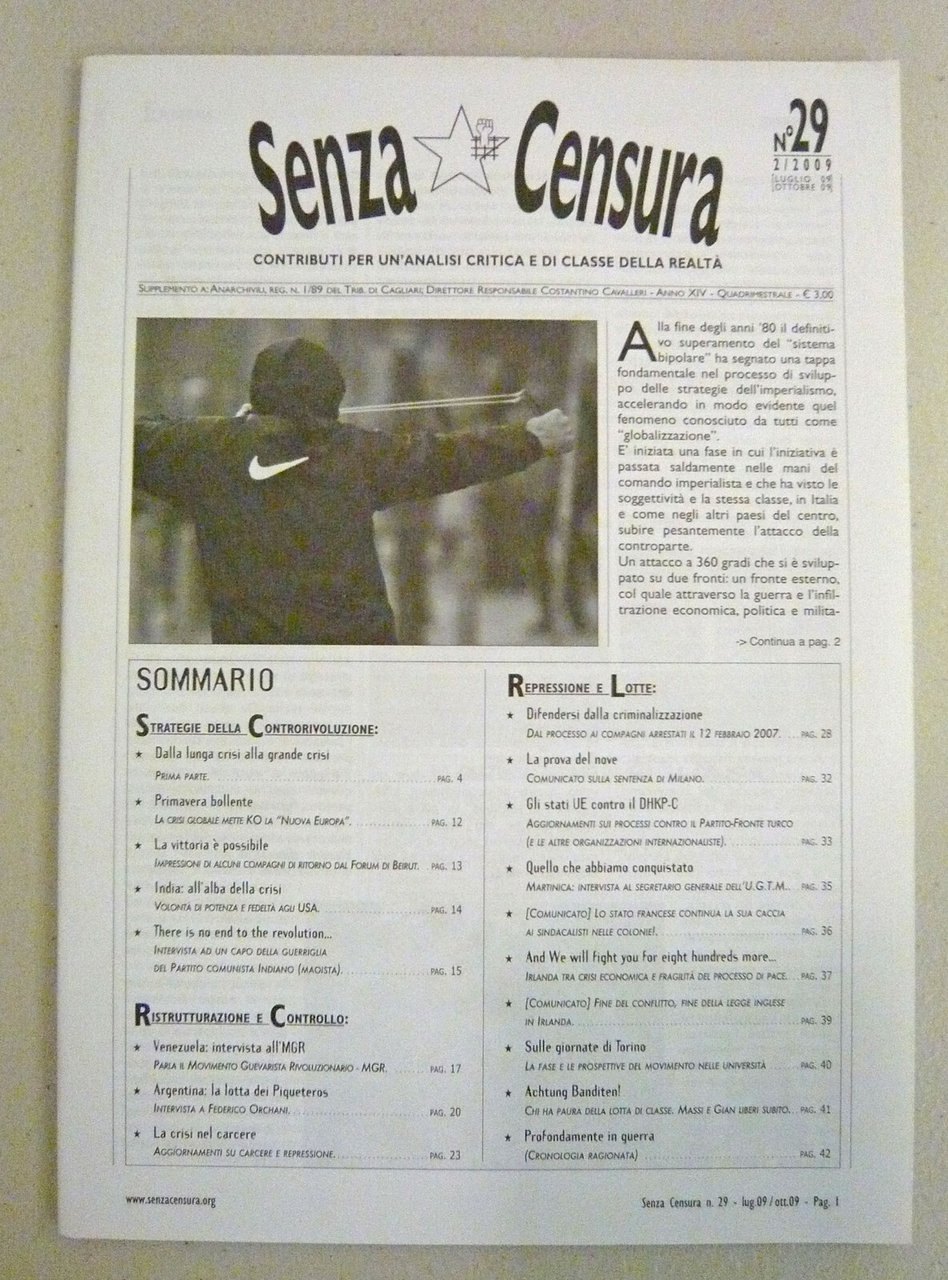 Senza Censura
N° 29
2/2009
[LUGLIO 09]
[OTTOBRE 09]
CONTRIBUTI PER UN'ANALISI CRITICA E DI CLASSE DELLA REALTÀ
SUPPLEMENTO A: ANARCHIVIU, REG. N. 1/89 DEL TRIB. DI CAGLIARI; DIRETTORE RESPONSABILE COSTANTINO CAVALLERI - ANNO XIV - QUADRIMESTRALE - € 3,00
Alla fine degli anni '80 il definiti-
vo superamento del "sistema
bipolare" ha segnato una tappa
fondamentale nel processo di svilup-
po delle strategie dell'imperialismo,
accelerando in modo evidente quel
fenomeno conosciuto da tutti come
"globalizzazione".
E' iniziata una fase in cui l'iniziativa è
passata saldamente nelle mani del
comando imperialista e che ha visto le
soggettività e la stessa classe, in Italia
e come negli altri paesi del centro,
subire pesantemente l'attacco della
controparte.
Un attacco a 360 gradi che si è svilup-
pato su due fronti: un fronte esterno,
col quale attraverso la guerra e l'infil-
trazione economica, politica e milita-
-> Continua a pag. 2
SOMMARIO
STRATEGIE DELLA CONTRORIVOLUZIONE:
★ Dalla lunga crisi alla grande crisi
PRIMA PARTE. PAG. 4
★ Primavera bollente
LA CRISI GLOBALE METTE KO LA "NUOVA EUROPA". PAG. 12
★ La vittoria è possibile
IMPRESSIONI DI ALCUNI COMPAGNI DI RITORNO DAL FORUM DI BEIRUT. PAG. 13
★ India: all'alba della crisi
VOLONTÀ DI POTENZA E FEDELTÀ AGLI USA. PAG. 14
★ There is no end to the revolution...
INTERVISTA AD UN CAPO DELLA GUERRIGLIA
DEL PARTITO COMUNISTA INDIANO (MAOISTA). PAG. 15
RISTRUTTURAZIONE E CONTROLLO:
★ Venezuela: intervista all'MGR
PARLA IL MOVIMENTO GUEVARISTA RIVOLUZIONARIO - MGR. PAG. 17
★ Argentina: la lotta dei Piqueteros
INTERVISTA A FEDERICO ORCHANI. PAG. 20
★ La crisi nel carcere
AGGIORNAMENTI SU CARCERE E REPRESSIONE. PAG. 23
REPRESSIONE E LOTTE:
★ Difendersi dalla criminalizzazione
DAL PROCESSO AI COMPAGNI ARRESTATI IL 12 FEBBRAIO 2007. PAG. 28
★ La prova del nove
COMUNICATO SULLA SENTENZA DI MILANO. PAG. 32
★ Gli stati UE contro il DHKP-C
AGGIORNAMENTI SUI PROCESSI CONTRO IL PARTITO-FRONTE TURCO
(E LE ALTRE ORGANIZZAZIONI INTERNAZIONALISTE). PAG. 33
★ Quello che abbiamo conquistato
MARTINICA: INTERVISTA AL SEGRETARIO GENERALE DELL'U.G.T.M.. PAG. 35
★ [COMUNICATO] LO STATO FRANCESE CONTINUA LA SUA CACCIA
AI SINDACALISTI NELLE COLONIE!. PAG. 36
★ And We will fight you for eight hundreds more...
IRLANDA TRA CRISI ECONOMICA E FRAGILITÀ DEL PROCESSO DI PACE. PAG. 37
★ [COMUNICATO] FINE DEL CONFLITTO, FINE DELLA LEGGE INGLESE
IN IRLANDA. PAG. 39
★ Sulle giornate di Torino
LA FASE E LE PROSPETTIVE DEL MOVIMENTO NELLE UNIVERSITÀ PAG. 40
★ Achtung Banditen!
CHI HA PAURA DELLA LOTTA DI CLASSE. MASSI E GIAN LIBERI SUBITO. PAG. 41
★ Profondamente in guerra
(CRONOLOGIA RAGIONATA) PAG. 42
www.senzacensura.org
Senza Censura n. 29 - lug.09/ott.09 - Pag. 1